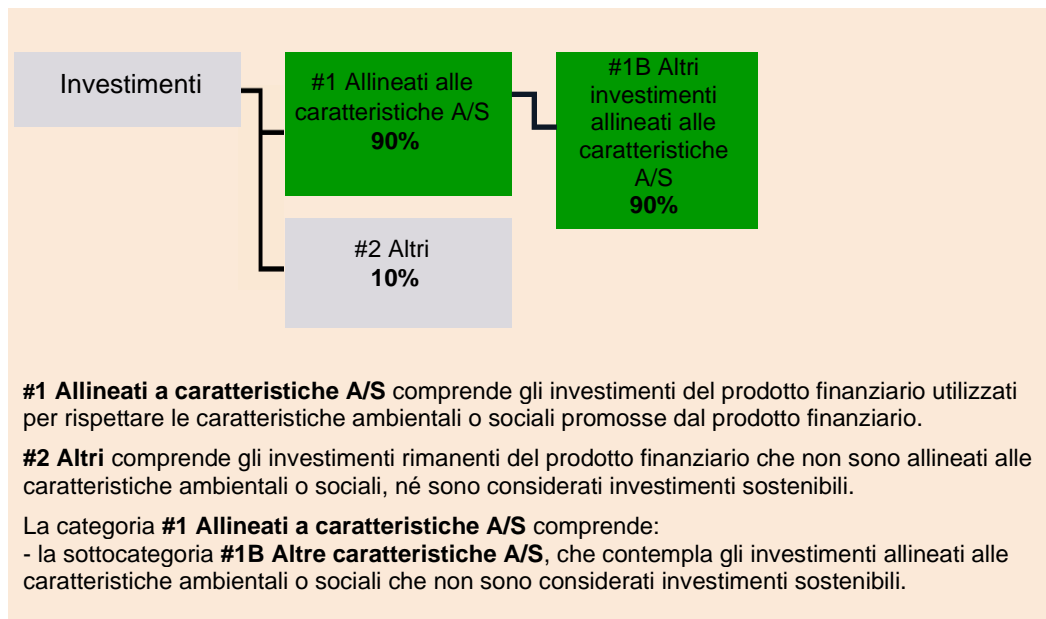 Investimenti
#1 Allineati alle
caratteristiche A/S
90%
#1B Altri
investimenti
allineati alle
caratteristiche
A/S
90%
#2 Altri
10%
#1 Allineati a caratteristiche A/S comprende gli investimenti del prodotto finanziario utilizzati
per rispettare le caratteristiche ambientali o sociali promosse dal prodotto finanziario.
#2 Altri comprende gli investimenti rimanenti del prodotto finanziario che non sono allineati alle
caratteristiche ambientali o sociali, né sono considerati investimenti sostenibili.
La categoria #1 Allineati a caratteristiche A/S comprende:
- la sottocategoria #1B Altre caratteristiche A/S, che contempla gli investimenti allineati alle
caratteristiche ambientali o sociali che non sono considerati investimenti sostenibili.